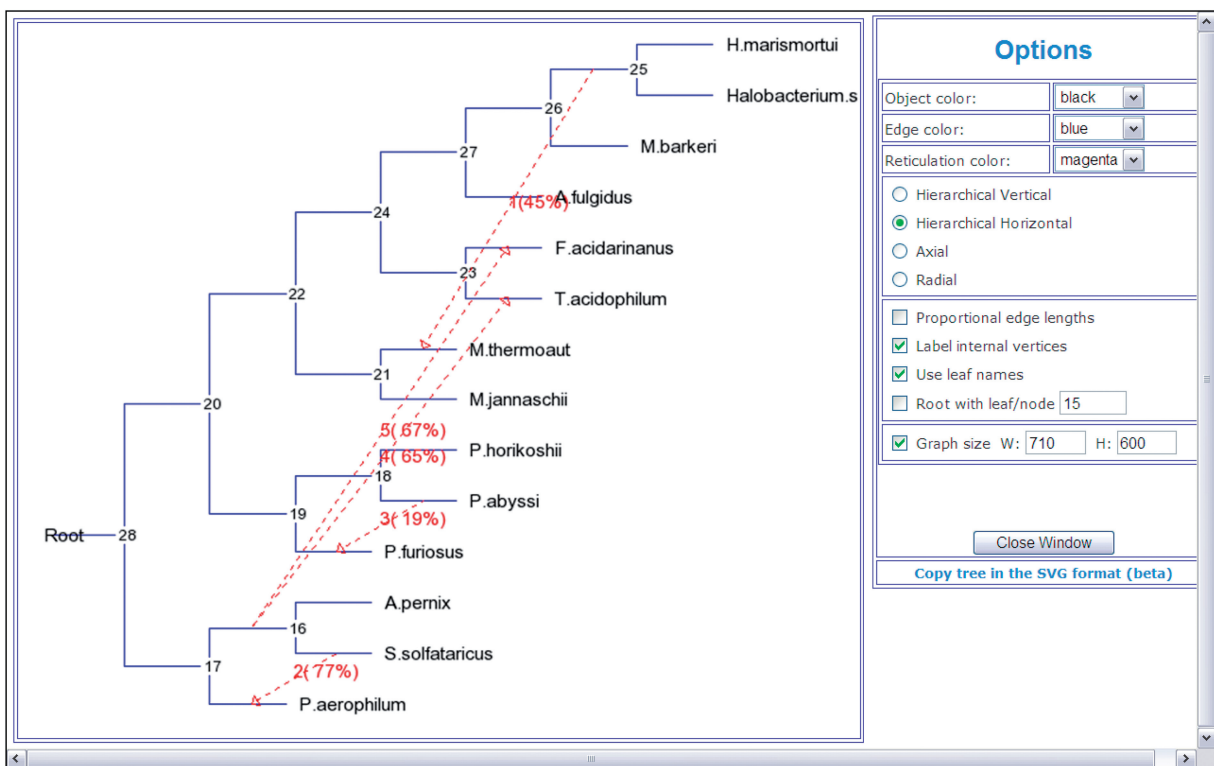 H.marismortui
25
Halobacterium.s
26
M.barkeri
27
A.fulgidus
1(45%)
24
F.acidarinanus
23
T.acidophilum
22
M.thermoaut
21
M.jannaschii
20
5( 67%)
P.horikoshii
4( 65%)
18
P.abyssi
19
3( 19%)
Root
28
P.furiosus
A.pernix
16
S.solfataricus
17
2( 77%)
P.aerophilum
Options
Object color: black
Edge color: blue
Reticulation color: magenta
Hierarchical Vertical
Hierarchical Horizontal
Axial
Radial
Proportional edge lengths
Label internal vertices
Use leaf names
Root with leaf/node 15
Graph size W: 710 H: 600
Close Window
Copy tree in the SVG format (beta)